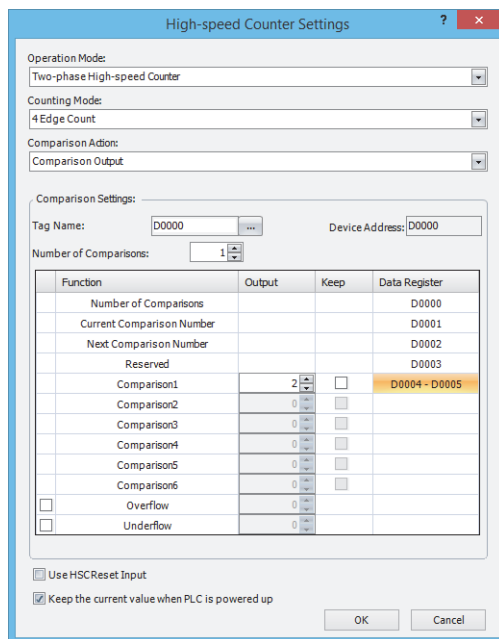 High-speed Counter Settings ? ×
Operation Mode:
Two-phase High-speed Counter
Counting Mode:
4 Edge Count
Comparison Action:
Comparison Output
Comparison Settings:
Tag Name: D0000 ... Device Address: D0000
Number of Comparisons: 1
Function Output Keep Data Register
Number of Comparisons D0000
Current Comparison Number D0001
Next Comparison Number D0002
Reserved D0003
Comparison1 2 D0004 - D0005
Comparison2 0
Comparison3 0
Comparison4 0
Comparison5 0
Comparison6 0
Overflow 0
Underflow 0
Use HSC Reset Input
Keep the current value when PLC is powered up
OK Cancel